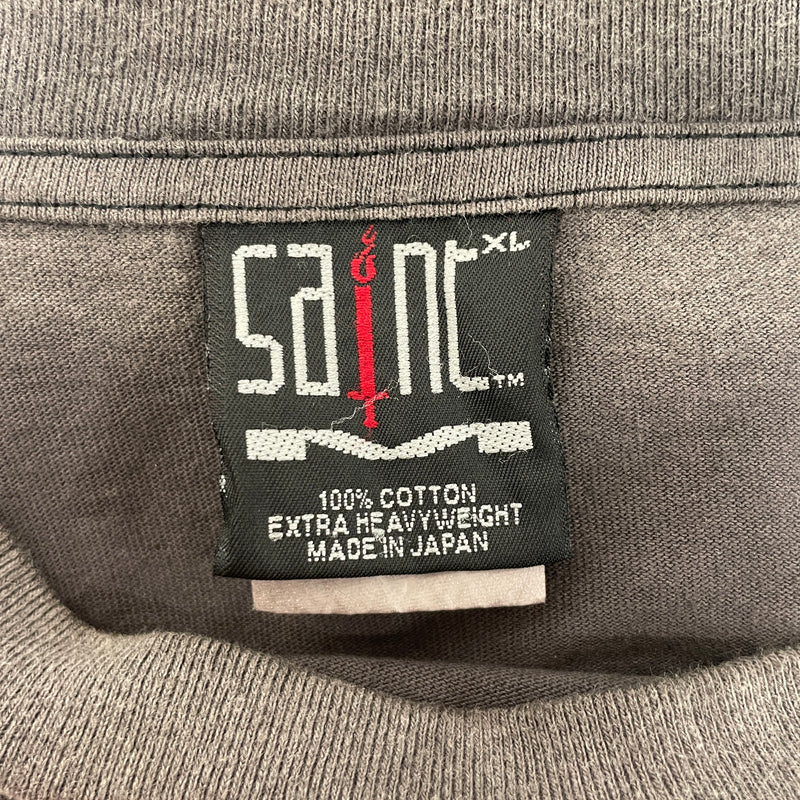 saint XL
TM
100% COTTON
EXTRA HEAVYWEIGHT
MADE IN JAPAN